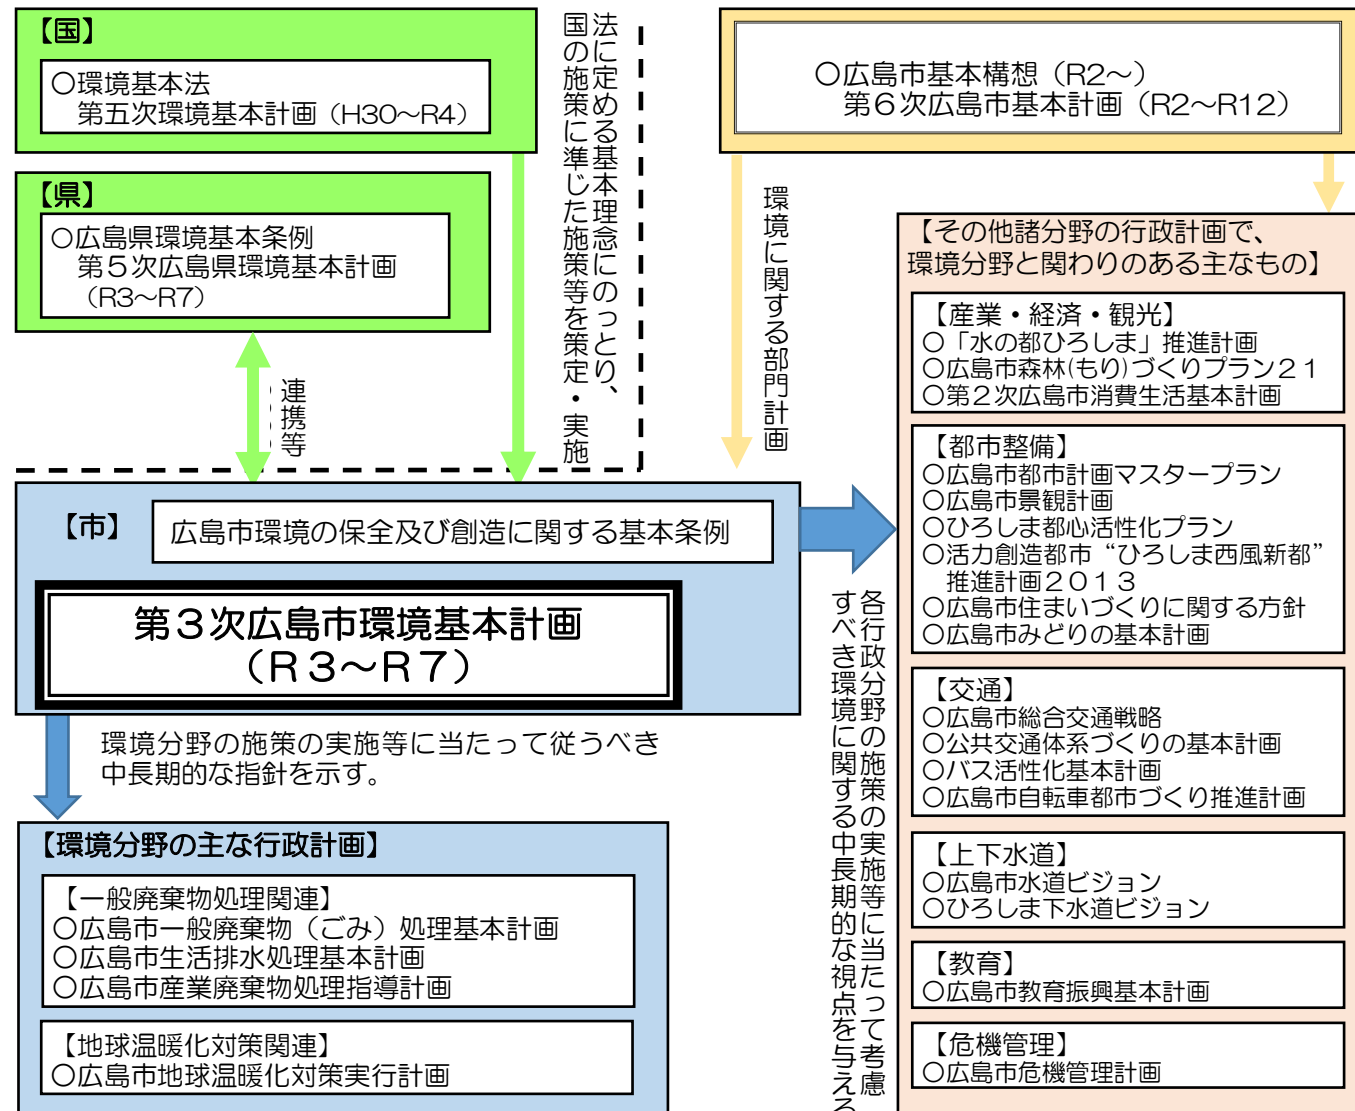 【国】
〇環境基本法
第五次環境基本計画（H30～R4）
【県】
〇広島県環境基本条例
第５次広島県環境基本計画
（R3～R7）
連携等
法に定める基本理念にのっとり、
国の施策に準じた施策等を策定・実施
〇広島市基本構想（R2～）
第６次広島市基本計画（R2～R12）
環境に関する部門計画
【市】
広島市環境の保全及び創造に関する基本条例
第３次広島市環境基本計画
（Ｒ３～Ｒ７）
環境分野の施策の実施等に当たって従うべき
中長期的な指針を示す。
【環境分野の主な行政計画】
【一般廃棄物処理関連】
〇広島市一般廃棄物（ごみ）処理基本計画
〇広島市生活排水処理基本計画
〇広島市産業廃棄物処理指導計画
【地球温暖化対策関連】
〇広島市地球温暖化対策実行計画
各行政分野の施策の実施等に当たって考慮
すべき環境に関する中長期的な視点を与える
【その他諸分野の行政計画で、
環境分野と関わりのある主なもの】
【産業・経済・観光】
〇「水の都ひろしま」推進計画
〇広島市森林(もり)づくりプラン２１
〇第２次広島市消費生活基本計画
【都市整備】
〇広島市都市計画マスタープラン
〇広島市景観計画
〇ひろしま都心活性化プラン
〇活力創造都市“ひろしま西風新都”
推進計画２０１３
〇広島市住まいづくりに関する方針
〇広島市みどりの基本計画
【交通】
〇広島市総合交通戦略
〇公共交通体系づくりの基本計画
〇バス活性化基本計画
〇広島市自転車都市づくり推進計画
【上下水道】
〇広島市水道ビジョン
〇ひろしま下水道ビジョン
【教育】
〇広島市教育振興基本計画
【危機管理】
〇広島市危機管理計画